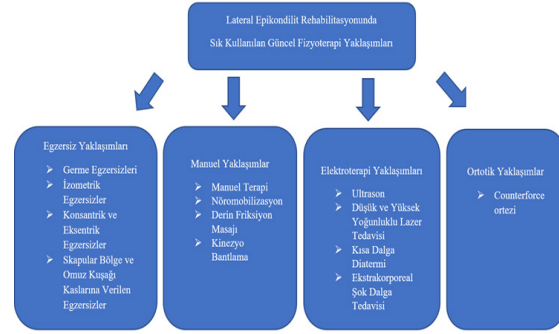 Lateral Epikondilit Rehabilitasyonunda
Sık Kullanılan Güncel Fizyoterapi Yaklaşımları
Egzersiz Yaklaşımları
Germe Egzersizleri
İzometrik
Egzersizler
Konsantrik ve
Eksentrik
Egzersizler
Skapular Bölge ve
Omuz Kuşağı
Kaslarına Verilen
Egzersizler
Manuel Yaklaşımlar
Manuel Terapi
Nöromobilizasyon
Derin Friksiyon
Masajı
Kinezyo
Bantlama
Elektroterapi Yaklaşımları
Ultrason
Düşük ve Yüksek
Yoğunluklu Lazer
Tedavisi
Kısa Dalga
Diatermi
Ekstrakorporeal
Şok Dalga
Tedavisi
Ortotik Yaklaşımlar
Counterforce
ortezi